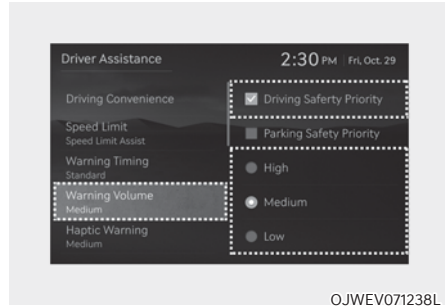 Driver Assistance
2:30 PM Fri, Oct. 29
Driving Convenience
Speed Limit
Speed Limit Assist
Warning Timing
Standard
Warning Volume
Medium
Haptic Warning
Medium
Driving Saferty Priority
Parking Safety Priority
High
Medium
Low
OJWEV071238L